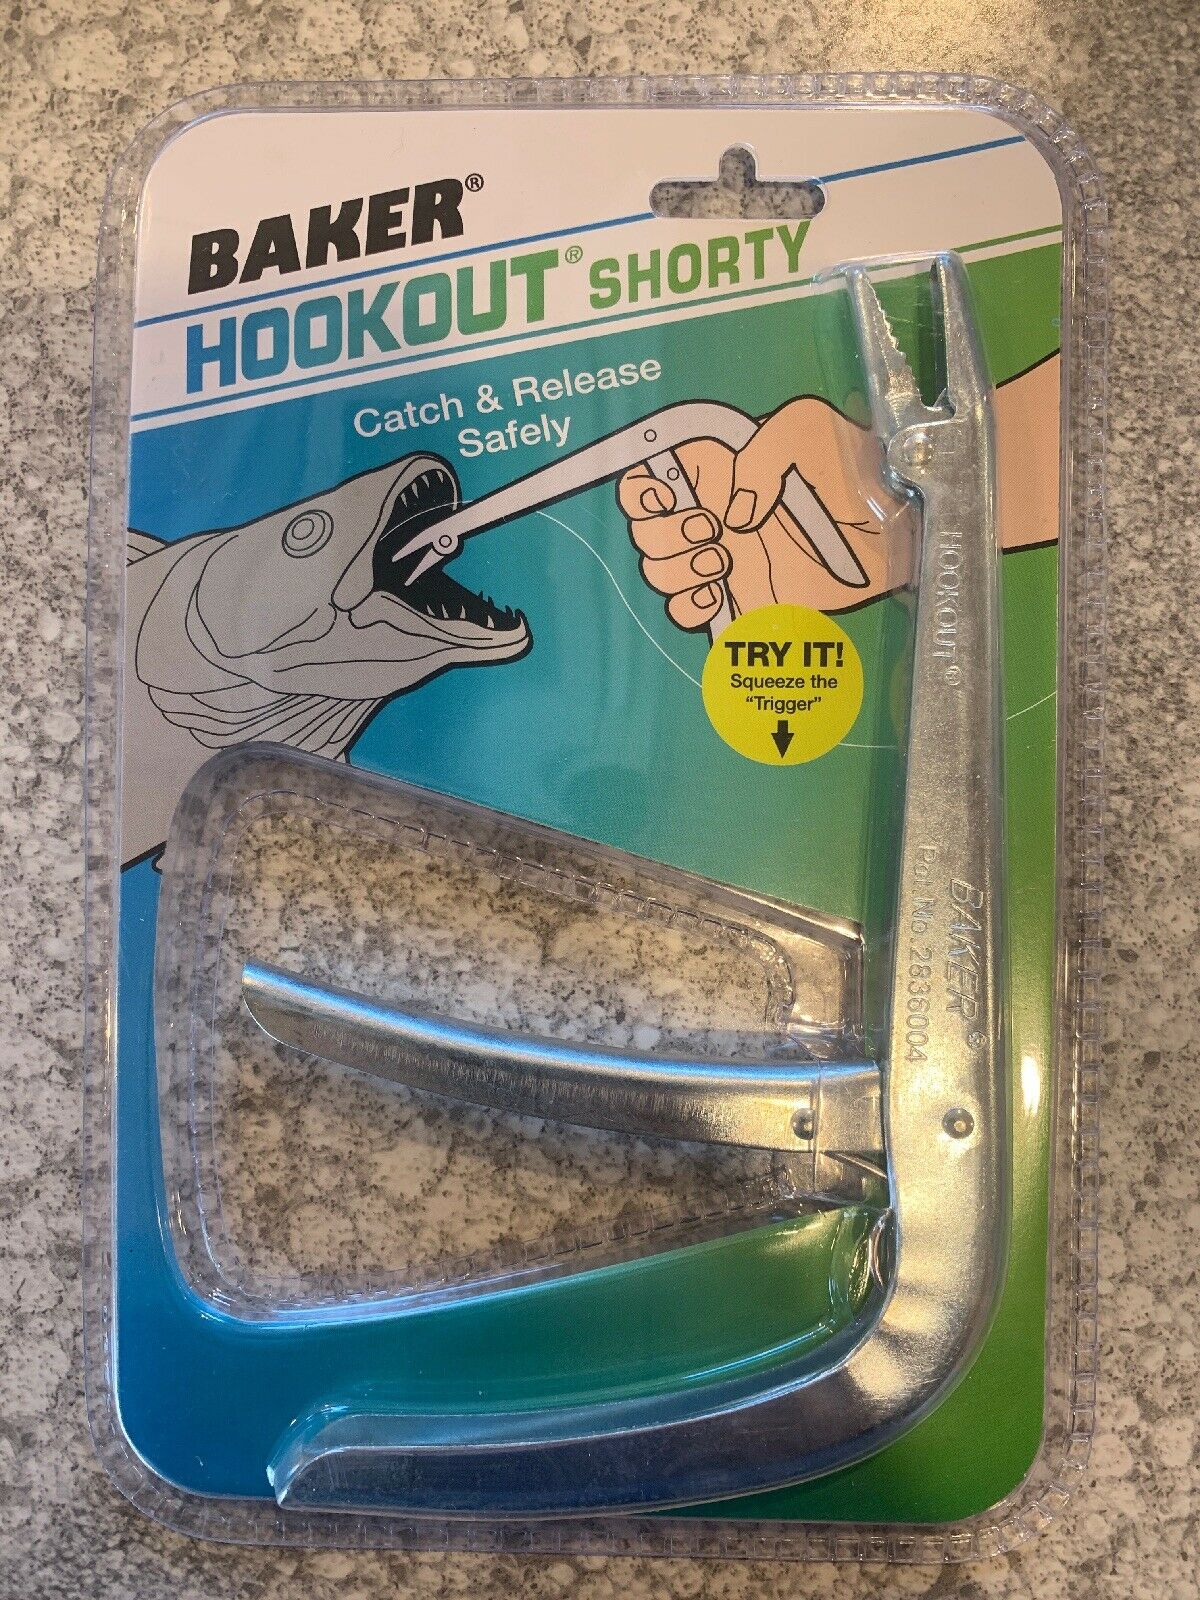 BAKER®
HOOKOUT® SHORTY
Catch & Release
Safely
TRY IT!
Squeeze the
"Trigger"
HOOKOUT®
BAKER®
Pat. No. 2836004